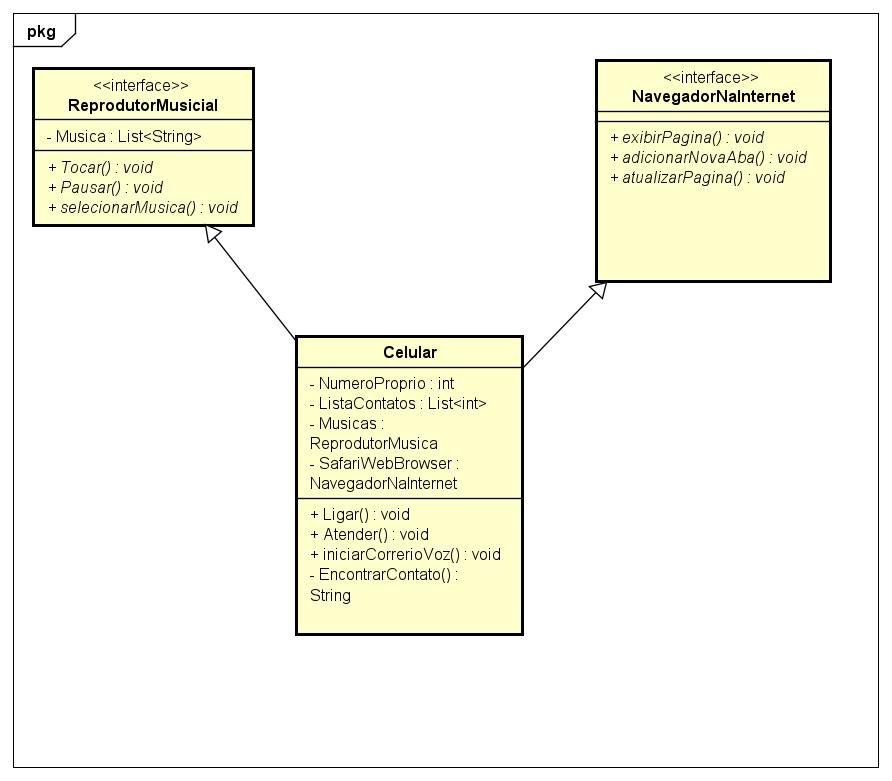 pkg
<<interface>>
ReprodutorMusicial
- Musica : List<String>
+ Tocar() : void
+ Pausar() : void
+ selecionarMusica() : void
<<interface>>
NavegadorNaInternet
+ exibirPagina() : void
+ adicionarNovaAba() : void
+ atualizarPagina() : void
Celular
- NumeroProprio : int
- ListaContatos : List<int>
- Musicas :
ReprodutorMusica
- SafariWebBrowser :
NavegadorNaInternet
+ Ligar() : void
+ Atender() : void
+ iniciarCorrerioVoz() : void
- EncontrarContato() :
String